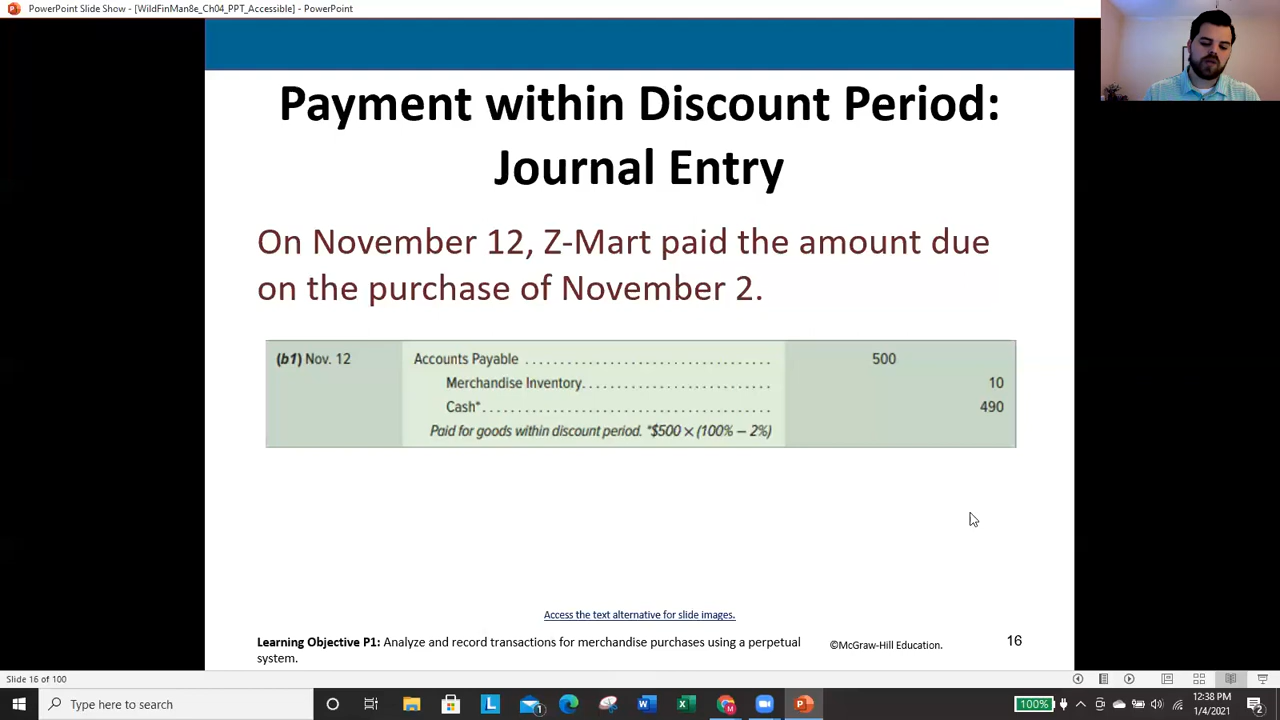 PowerPoint Slide Show - [WildFinMan8e_Ch04_PPT_Accessible] - PowerPoint
Payment within Discount Period:
Journal Entry
On November 12, Z-Mart paid the amount due
on the purchase of November 2.
(b1) Nov. 12 Accounts Payable 500
Merchandise Inventory 10
Cash* 490
Paid for goods within discount period. *$500 × (100% − 2%)
Access the text alternative for slide images.
Learning Objective P1: Analyze and record transactions for merchandise purchases using a perpetual
system.
©McGraw-Hill Education.
16
Slide 16 of 100
Type here to search
100%
12:38 PM
1/4/2021